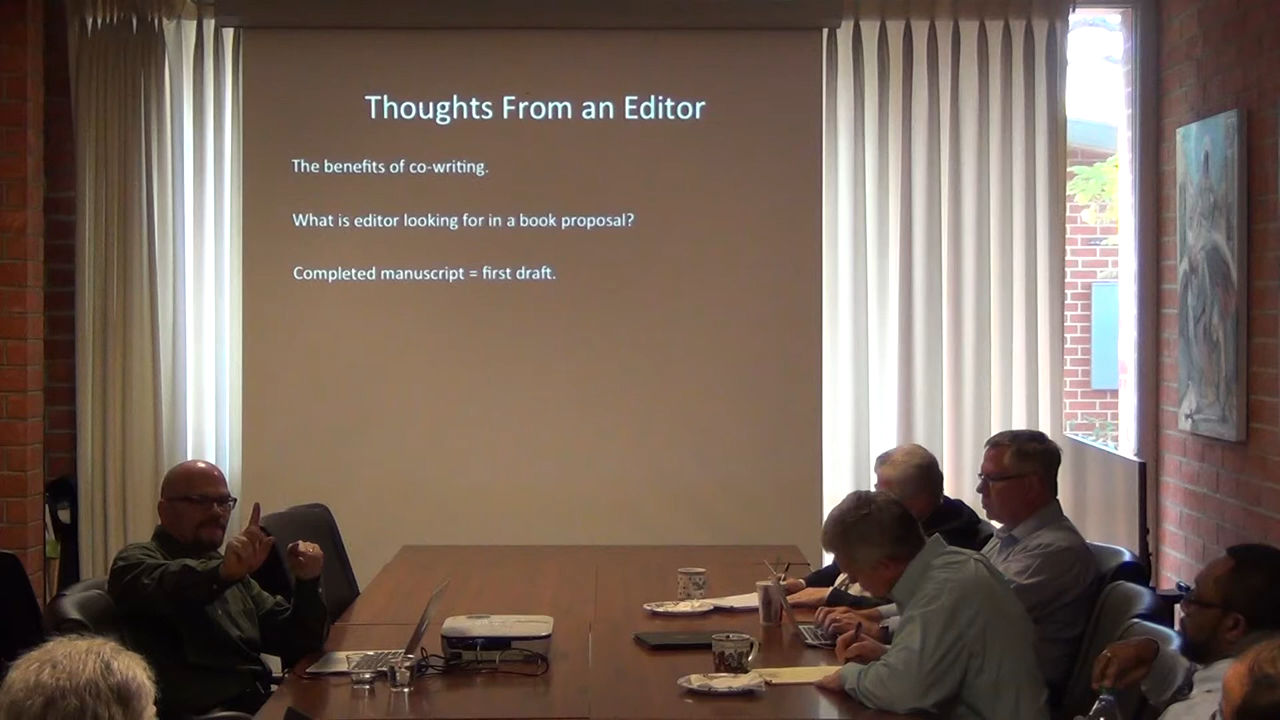 Thoughts From an Editor
The benefits of co-writing.
What is editor looking for in a book proposal?
Completed manuscript = first draft.